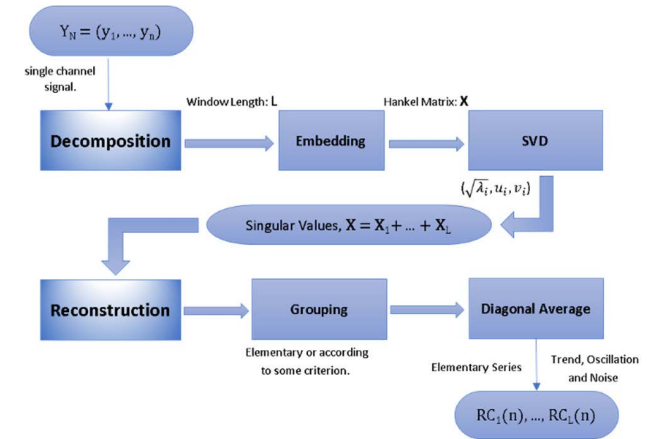 Y_N = (y_1, ..., y_n)
single channel
signal.
Window Length: L
Hankel Matrix: X
Decomposition
Embedding
SVD
{√λ_i, u_i, v_i}
Singular Values, X = X_1+ ... + X_L
Reconstruction
Grouping
Diagonal Average
Elementary or according
to some criterion.
Elementary Series
Trend, Oscillation
and Noise
RC_1(n), ..., RC_L(n)